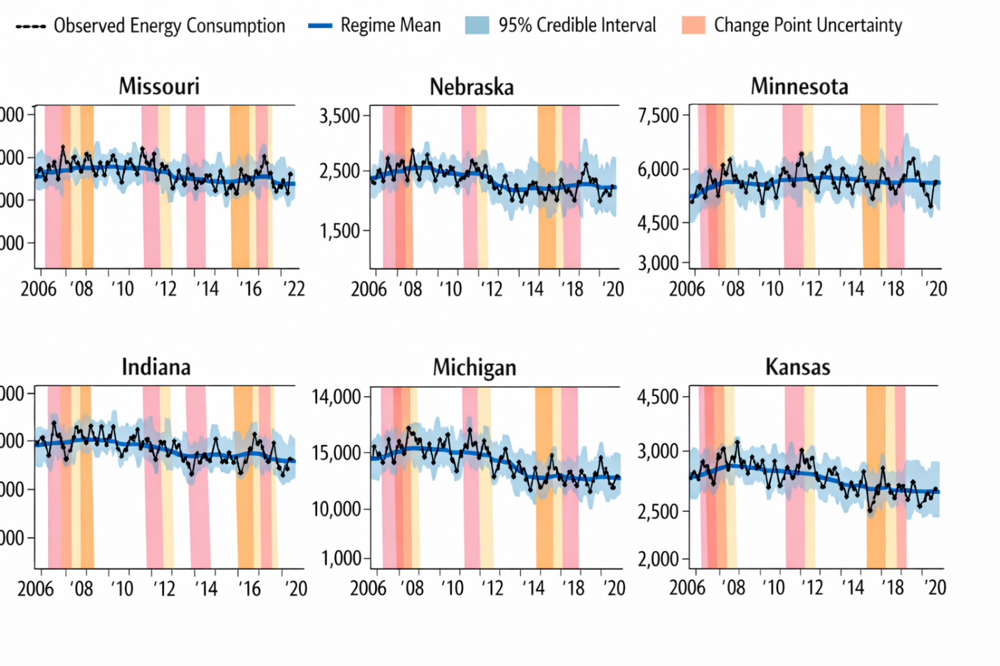 Observed Energy Consumption Regime Mean 95% Credible Interval Change Point Uncertainty
Missouri
000
000
000
000
2006 '08 '10 '12 '14 '16 '22
Nebraska
3,500
2,500
1,500
2006 '08 '10 '12 '14 '18 '20
Minnesota
7,500
6,000
4,500
3,000
2006 '08 '10 '12 '14 '18 '20
Indiana
000
000
000
000
2006 '08 '10 '12 '14 '16 '20
Michigan
14,000
15,000
10,000
1,000
2006 '08 '10 '12 '14 '18 '20
Kansas
4,500
3,000
2,500
2,000
2006 '08 '10 '12 '14 '18 '20